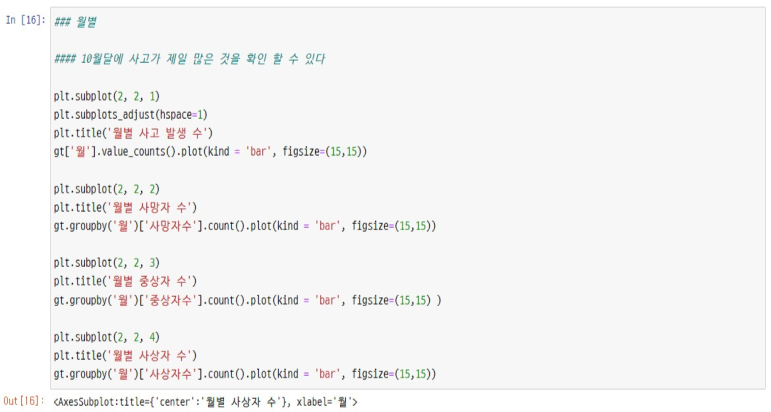 In [16]: ### 월별
#### 10월달에 사고가 제일 많은 것을 확인 할 수 있다
plt.subplot(2, 2, 1)
plt.subplots_adjust(hspace=1)
plt.title('월별 사고 발생 수')
gt['월'].value_counts().plot(kind = 'bar', figsize=(15,15))
plt.subplot(2, 2, 2)
plt.title('월별 사망자 수')
gt.groupby('월')['사망자수'].count().plot(kind = 'bar', figsize=(15,15))
plt.subplot(2, 2, 3)
plt.title('월별 중상자 수')
gt.groupby('월')['중상자수'].count().plot(kind = 'bar', figsize=(15,15) )
plt.subplot(2, 2, 4)
plt.title('월별 사상자 수')
gt.groupby('월')['사상자수'].count().plot(kind = 'bar', figsize=(15,15))
Out[16]: <AxesSubplot:title={'center':'월별 사상자 수'}, xlabel='월'>